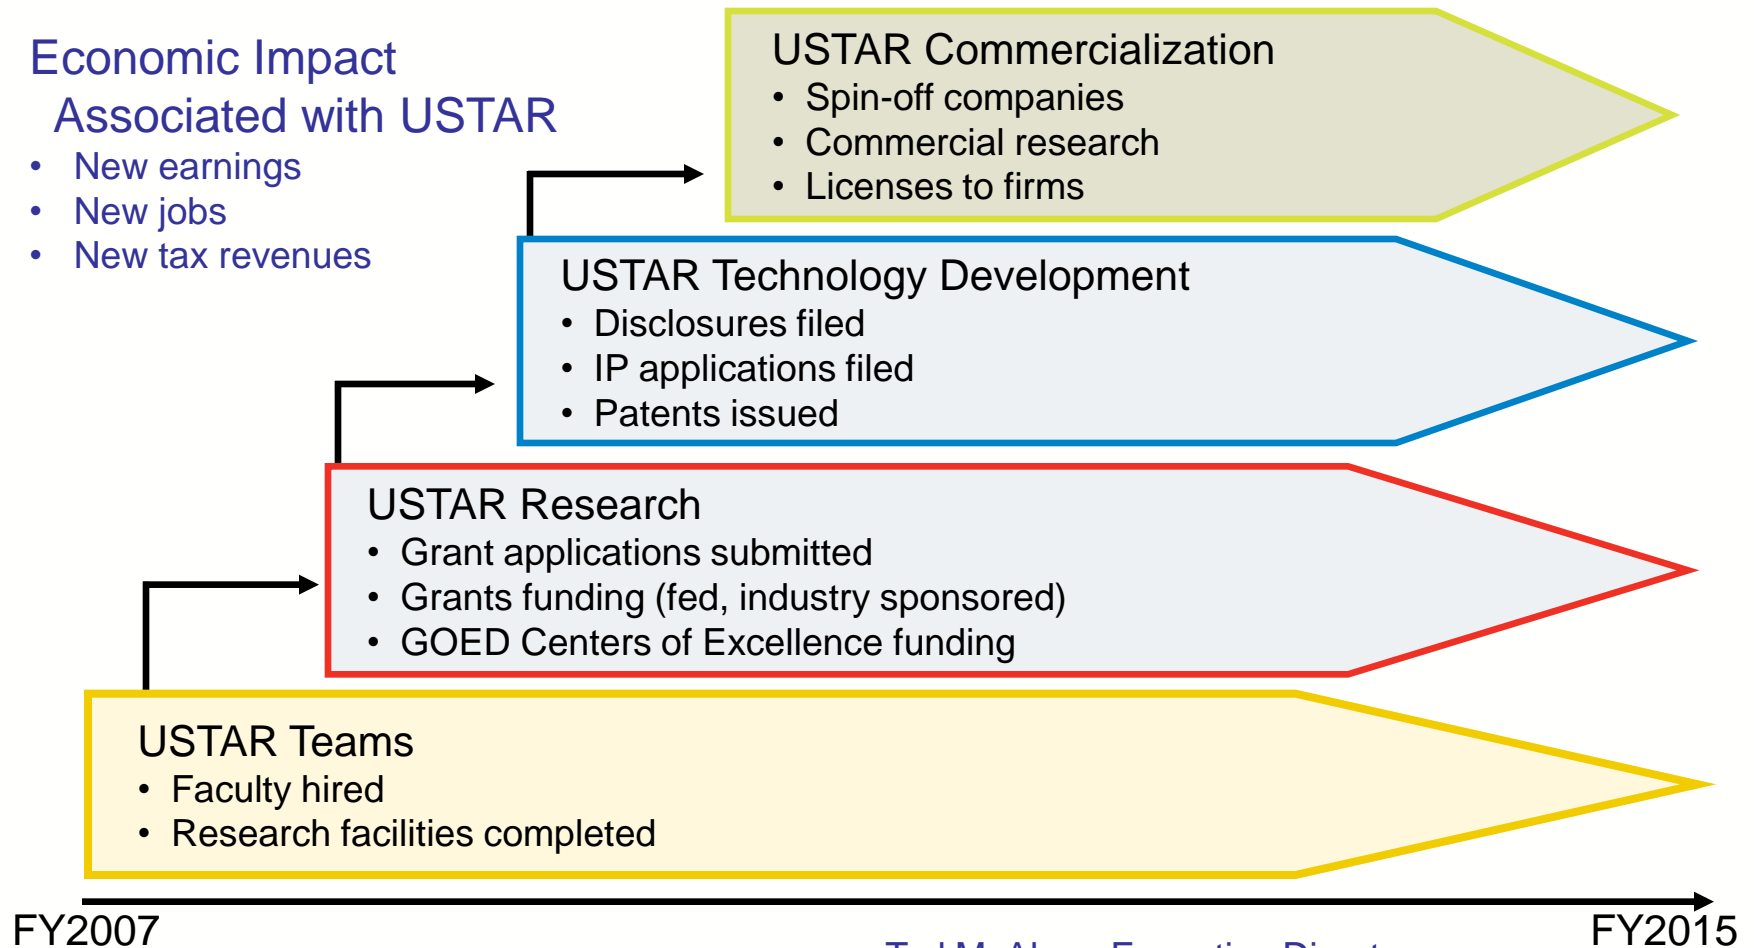 Economic Impact
Associated with USTAR
• New earnings
• New jobs
• New tax revenues
USTAR Commercialization
• Spin-off companies
• Commercial research
• Licenses to firms
USTAR Technology Development
• Disclosures filed
• IP applications filed
• Patents issued
USTAR Research
• Grant applications submitted
• Grants funding (fed, industry sponsored)
• GOED Centers of Excellence funding
USTAR Teams
• Faculty hired
• Research facilities completed
FY2007
FY2015
Ted